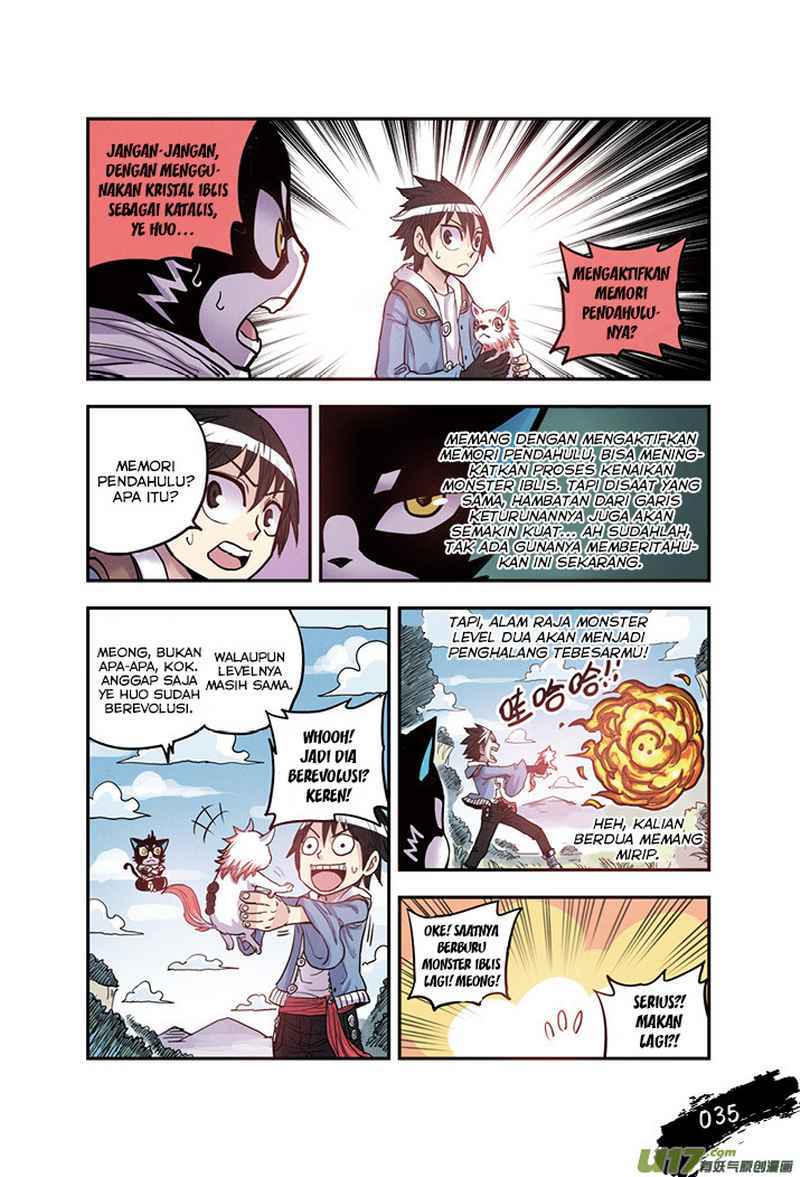 JANGAN-JANGAN,
DENGAN MENGGU-
NAKAN KRISTAL IBLIS
SEBAGAI KATALIS,
YE HUO...
MENGAKTIFKAN
MEMORI
PENDAHULU-
NYA?
MEMORI
PENDAHULU?
APA ITU?
MEMANG DENGAN MENGAKTIFKAN
MEMORI PENDAHULU, BISA MENING-
KATKAN PROSES KENAIKAN
MONSTER IBLIS. TAPI DISAAT YANG
SAMA, HAMBATAN DARI GARIS
KETURUNANNYA JUGA AKAN
SEMAKIN KUAT... AH SUDAHLAH,
TAK ADA GUNANYA MEMBERITAHU-
KAN INI SEKARANG.
MEONG, BUKAN
APA-APA, KOK.
ANGGAP SAJA
YE HUO SUDAH
BEREVOLUSI.
WALAUPUN
LEVELNYA
MASIH SAMA.
WHOOH!
JADI DIA
BEREVOLUSI?
KEREN!
TAPI, ALAM RAJA MONSTER
LEVEL DUA AKAN MENJADI
PENGHALANG TEBESARMU!
哇哈哈!!
HEH, KALIAN
BERDUA MEMANG
MIRIP.
OKE! SAATNYA
BERBURU
MONSTER IBLIS
LAGI! MEONG!
SERIUS?!
MAKAN
LAGI?!
035
U17.com
有妖气原创漫画